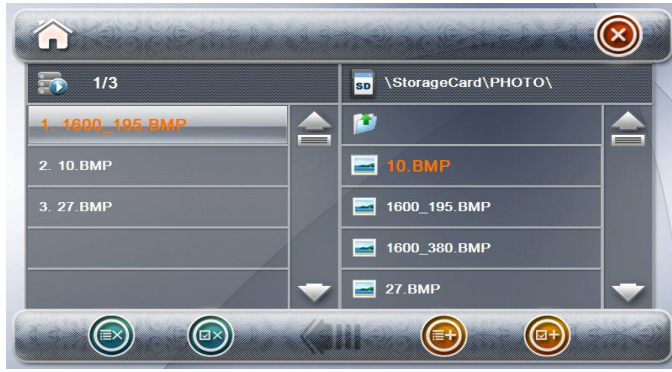 1/3
1. 1600_195.BMP
2. 10.BMP
3. 27.BMP
SD \StorageCard\PHOTO\
10.BMP
1600_195.BMP
1600_380.BMP
27.BMP